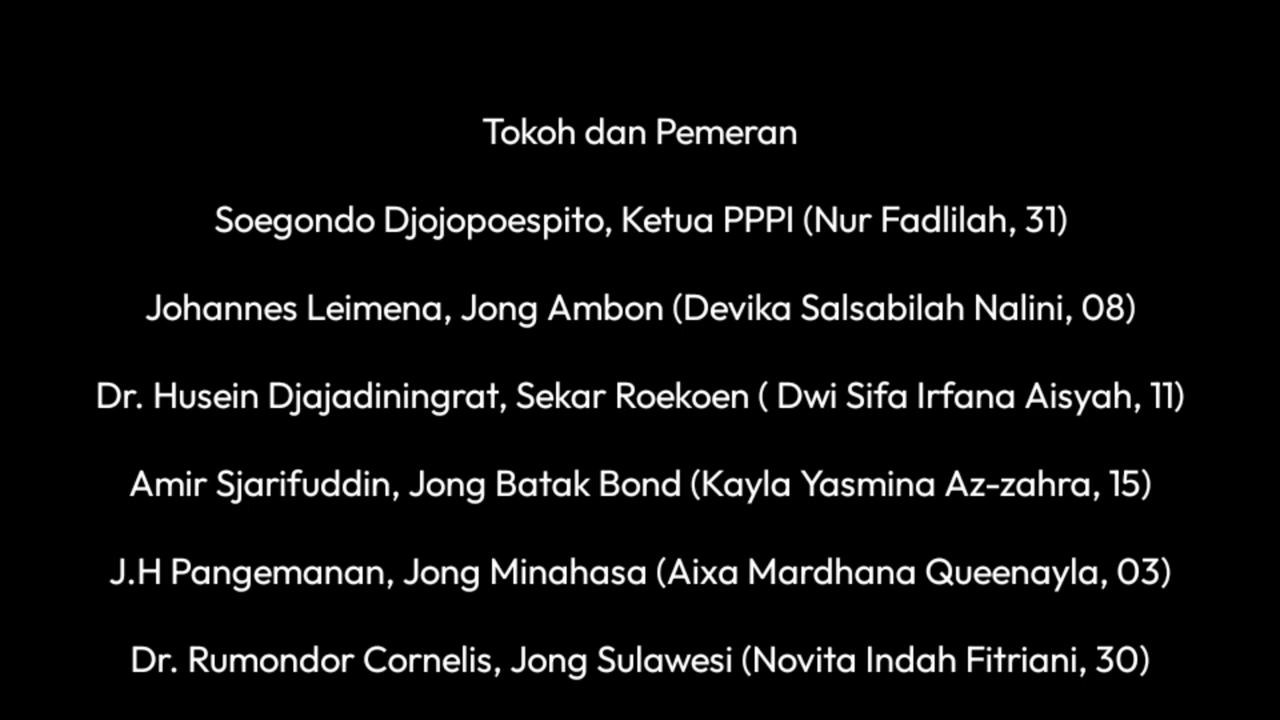 Tokoh dan Pemeran
Soegondo Djojopoespito, Ketua PPPI (Nur Fadlilah, 31)
Johannes Leimena, Jong Ambon (Devika Salsabilah Nalini, 08)
Dr. Husein Djajadiningrat, Sekar Roekoen ( Dwi Sifa Irfana Aisyah, 11)
Amir Sjarifuddin, Jong Batak Bond (Kayla Yasmina Az-zahra, 15)
J.H Pangemanan, Jong Minahasa (Aixa Mardhana Queenayla, 03)
Dr. Rumondor Cornelis, Jong Sulawesi (Novita Indah Fitriani, 30)